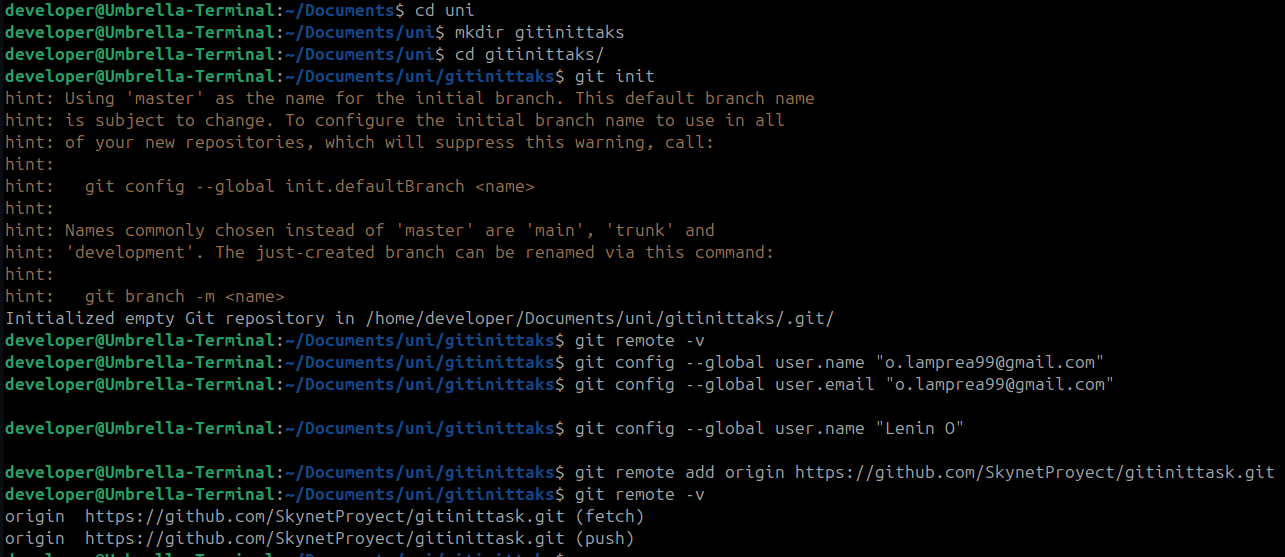 developer@Umbrella-Terminal:~/Documents$ cd uni
developer@Umbrella-Terminal:~/Documents/uni$ mkdir gitinittaks
developer@Umbrella-Terminal:~/Documents/uni$ cd gitinittaks/
developer@Umbrella-Terminal:~/Documents/uni/gitinittaks$ git init
hint: Using 'master' as the name for the initial branch. This default branch name
hint: is subject to change. To configure the initial branch name to use in all
hint: of your new repositories, which will suppress this warning, call:
hint:
hint:   git config --global init.defaultBranch <name>
hint:
hint: Names commonly chosen instead of 'master' are 'main', 'trunk' and
hint: 'development'. The just-created branch can be renamed via this command:
hint:
hint:   git branch -m <name>
Initialized empty Git repository in /home/developer/Documents/uni/gitinittaks/.git/
developer@Umbrella-Terminal:~/Documents/uni/gitinittaks$ git remote -v
developer@Umbrella-Terminal:~/Documents/uni/gitinittaks$ git config --global user.name "o.lamprea99@gmail.com"
developer@Umbrella-Terminal:~/Documents/uni/gitinittaks$ git config --global user.email "o.lamprea99@gmail.com"
developer@Umbrella-Terminal:~/Documents/uni/gitinittaks$ git config --global user.name "Lenin O"
developer@Umbrella-Terminal:~/Documents/uni/gitinittaks$ git remote add origin https://github.com/SkynetProyect/gitinittask.git
developer@Umbrella-Terminal:~/Documents/uni/gitinittaks$ git remote -v
origin  https://github.com/SkynetProyect/gitinittask.git (fetch)
origin  https://github.com/SkynetProyect/gitinittask.git (push)